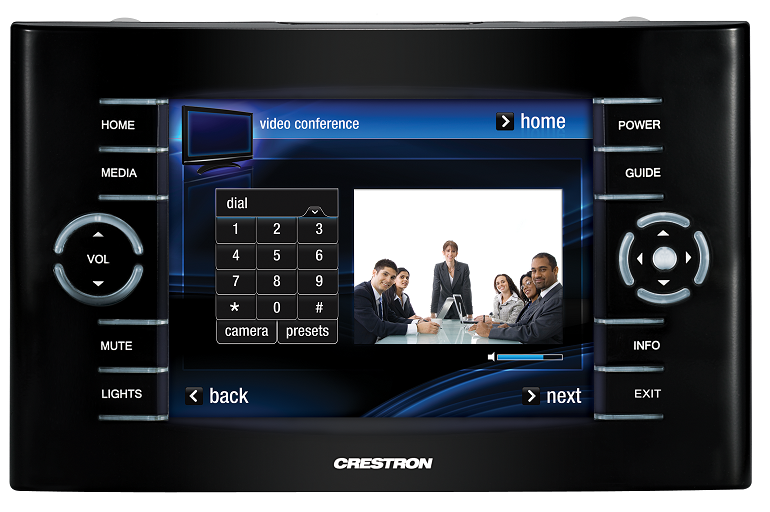 HOME
MEDIA
VOL
MUTE
LIGHTS
video conference
home
dial
1 2 3
4 5 6
7 8 9
* 0 #
camera presets
back
next
POWER
GUIDE
INFO
EXIT
CRESTRON